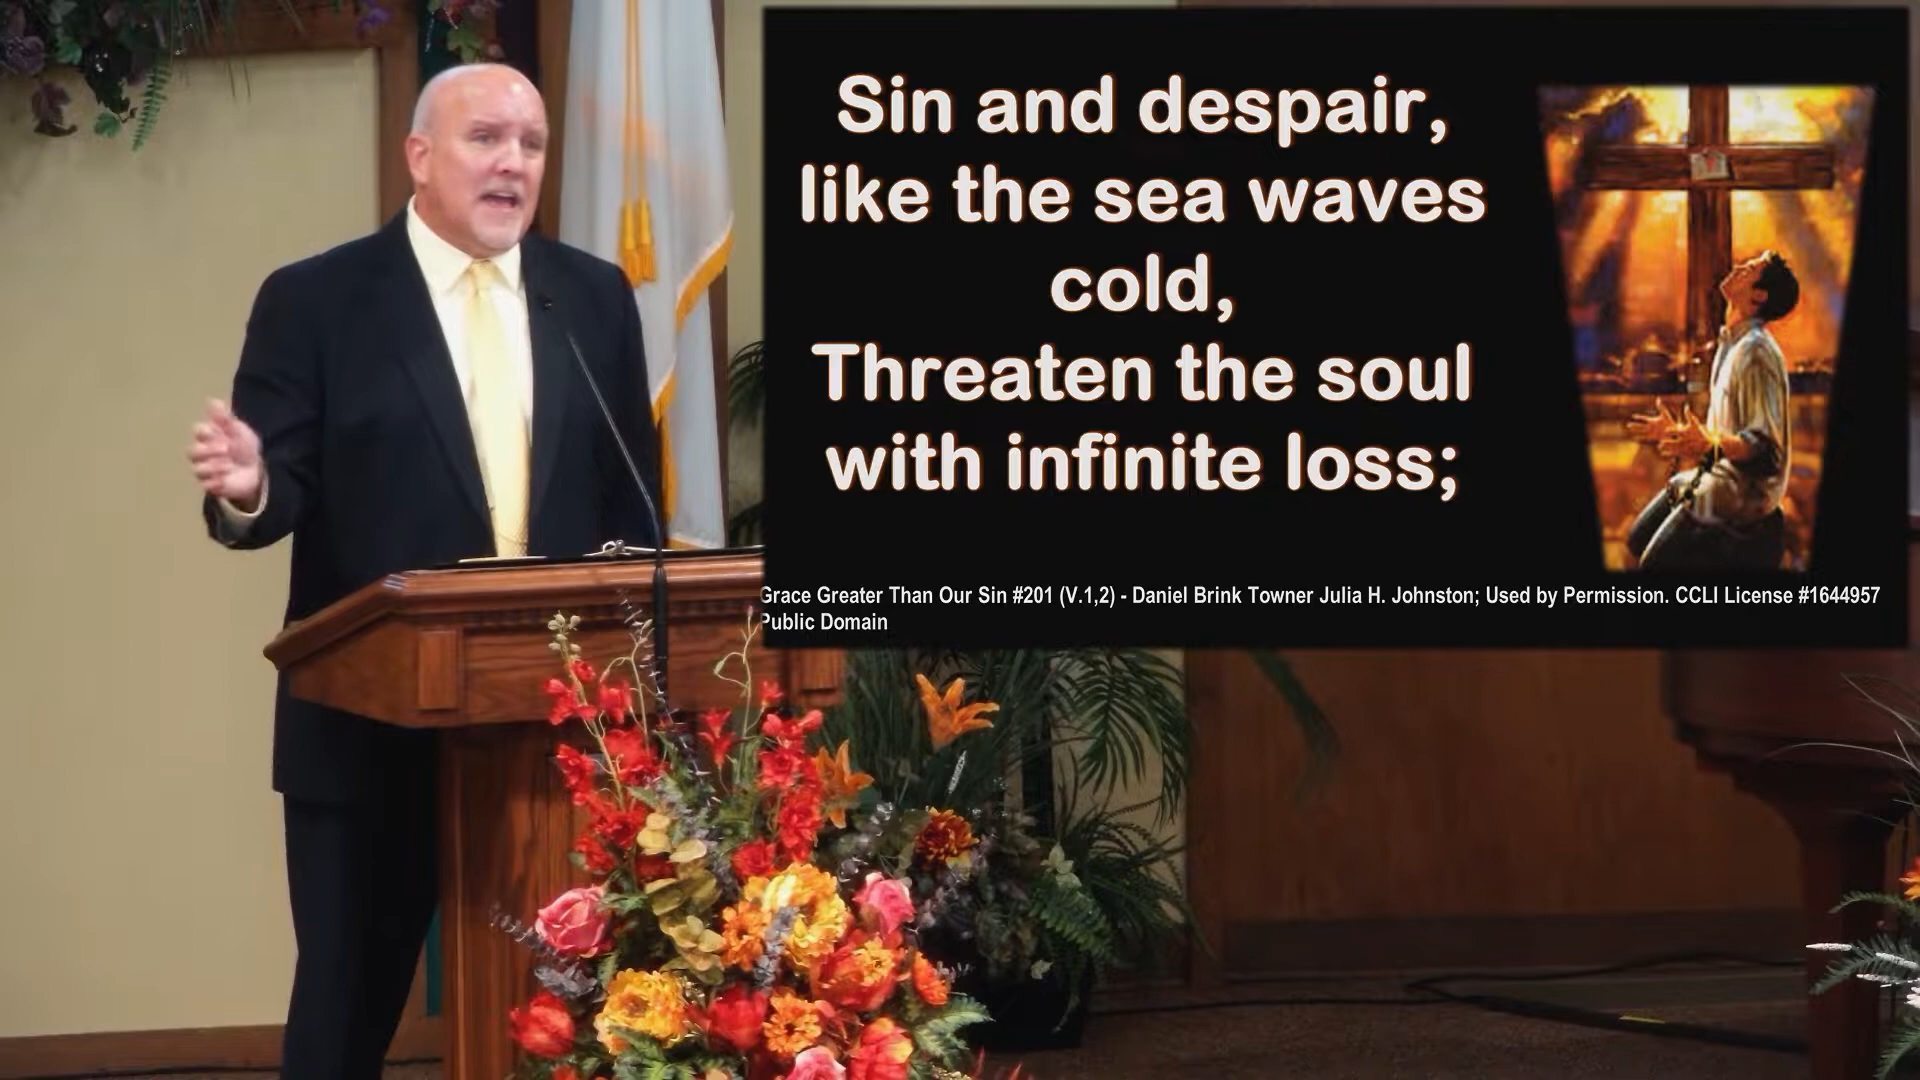 Sin and despair,
like the sea waves
cold,
Threaten the soul
with infinite loss;
Grace Greater Than Our Sin #201 (V.1,2) - Daniel Brink Towner Julia H. Johnston; Used by Permission. CCLI License #1644957
Public Domain